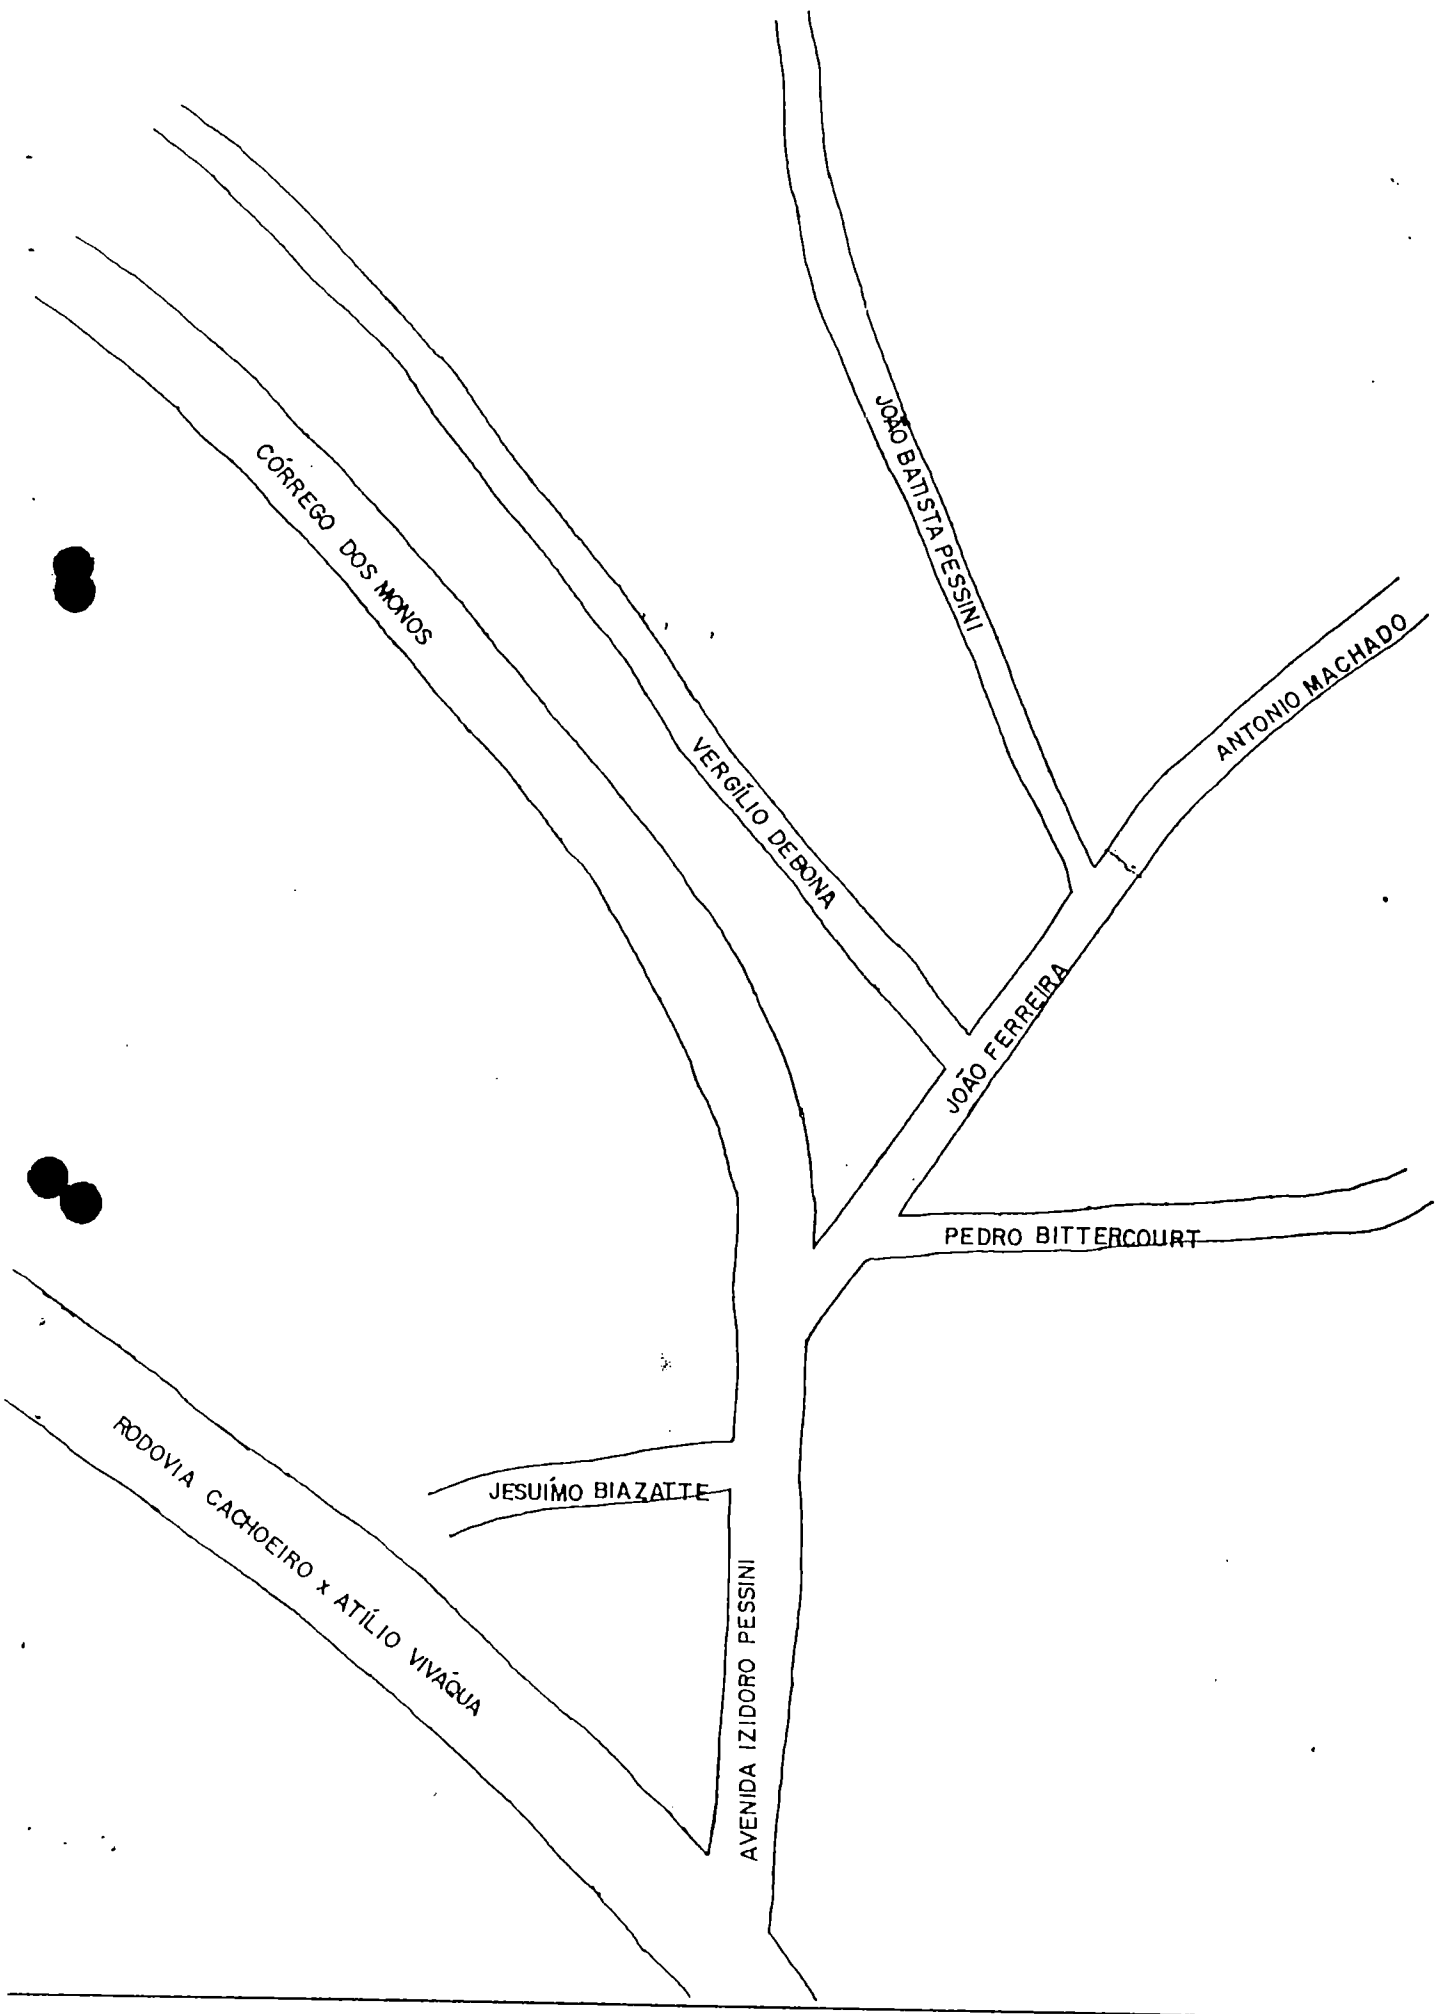 JOÃO BATISTA PESSINI
CÓRREGO DOS MONOS
ANTONIO MACHADO
VERGÍLIO DEBONA
JOÃO FERREIRA
PEDRO BITTERCOURT
RODOVIA CACHOEIRO X ATÍLIO VIVÁQUA
JESUÍMO BIAZATTE
AVENIDA IZIDORO PESSINI